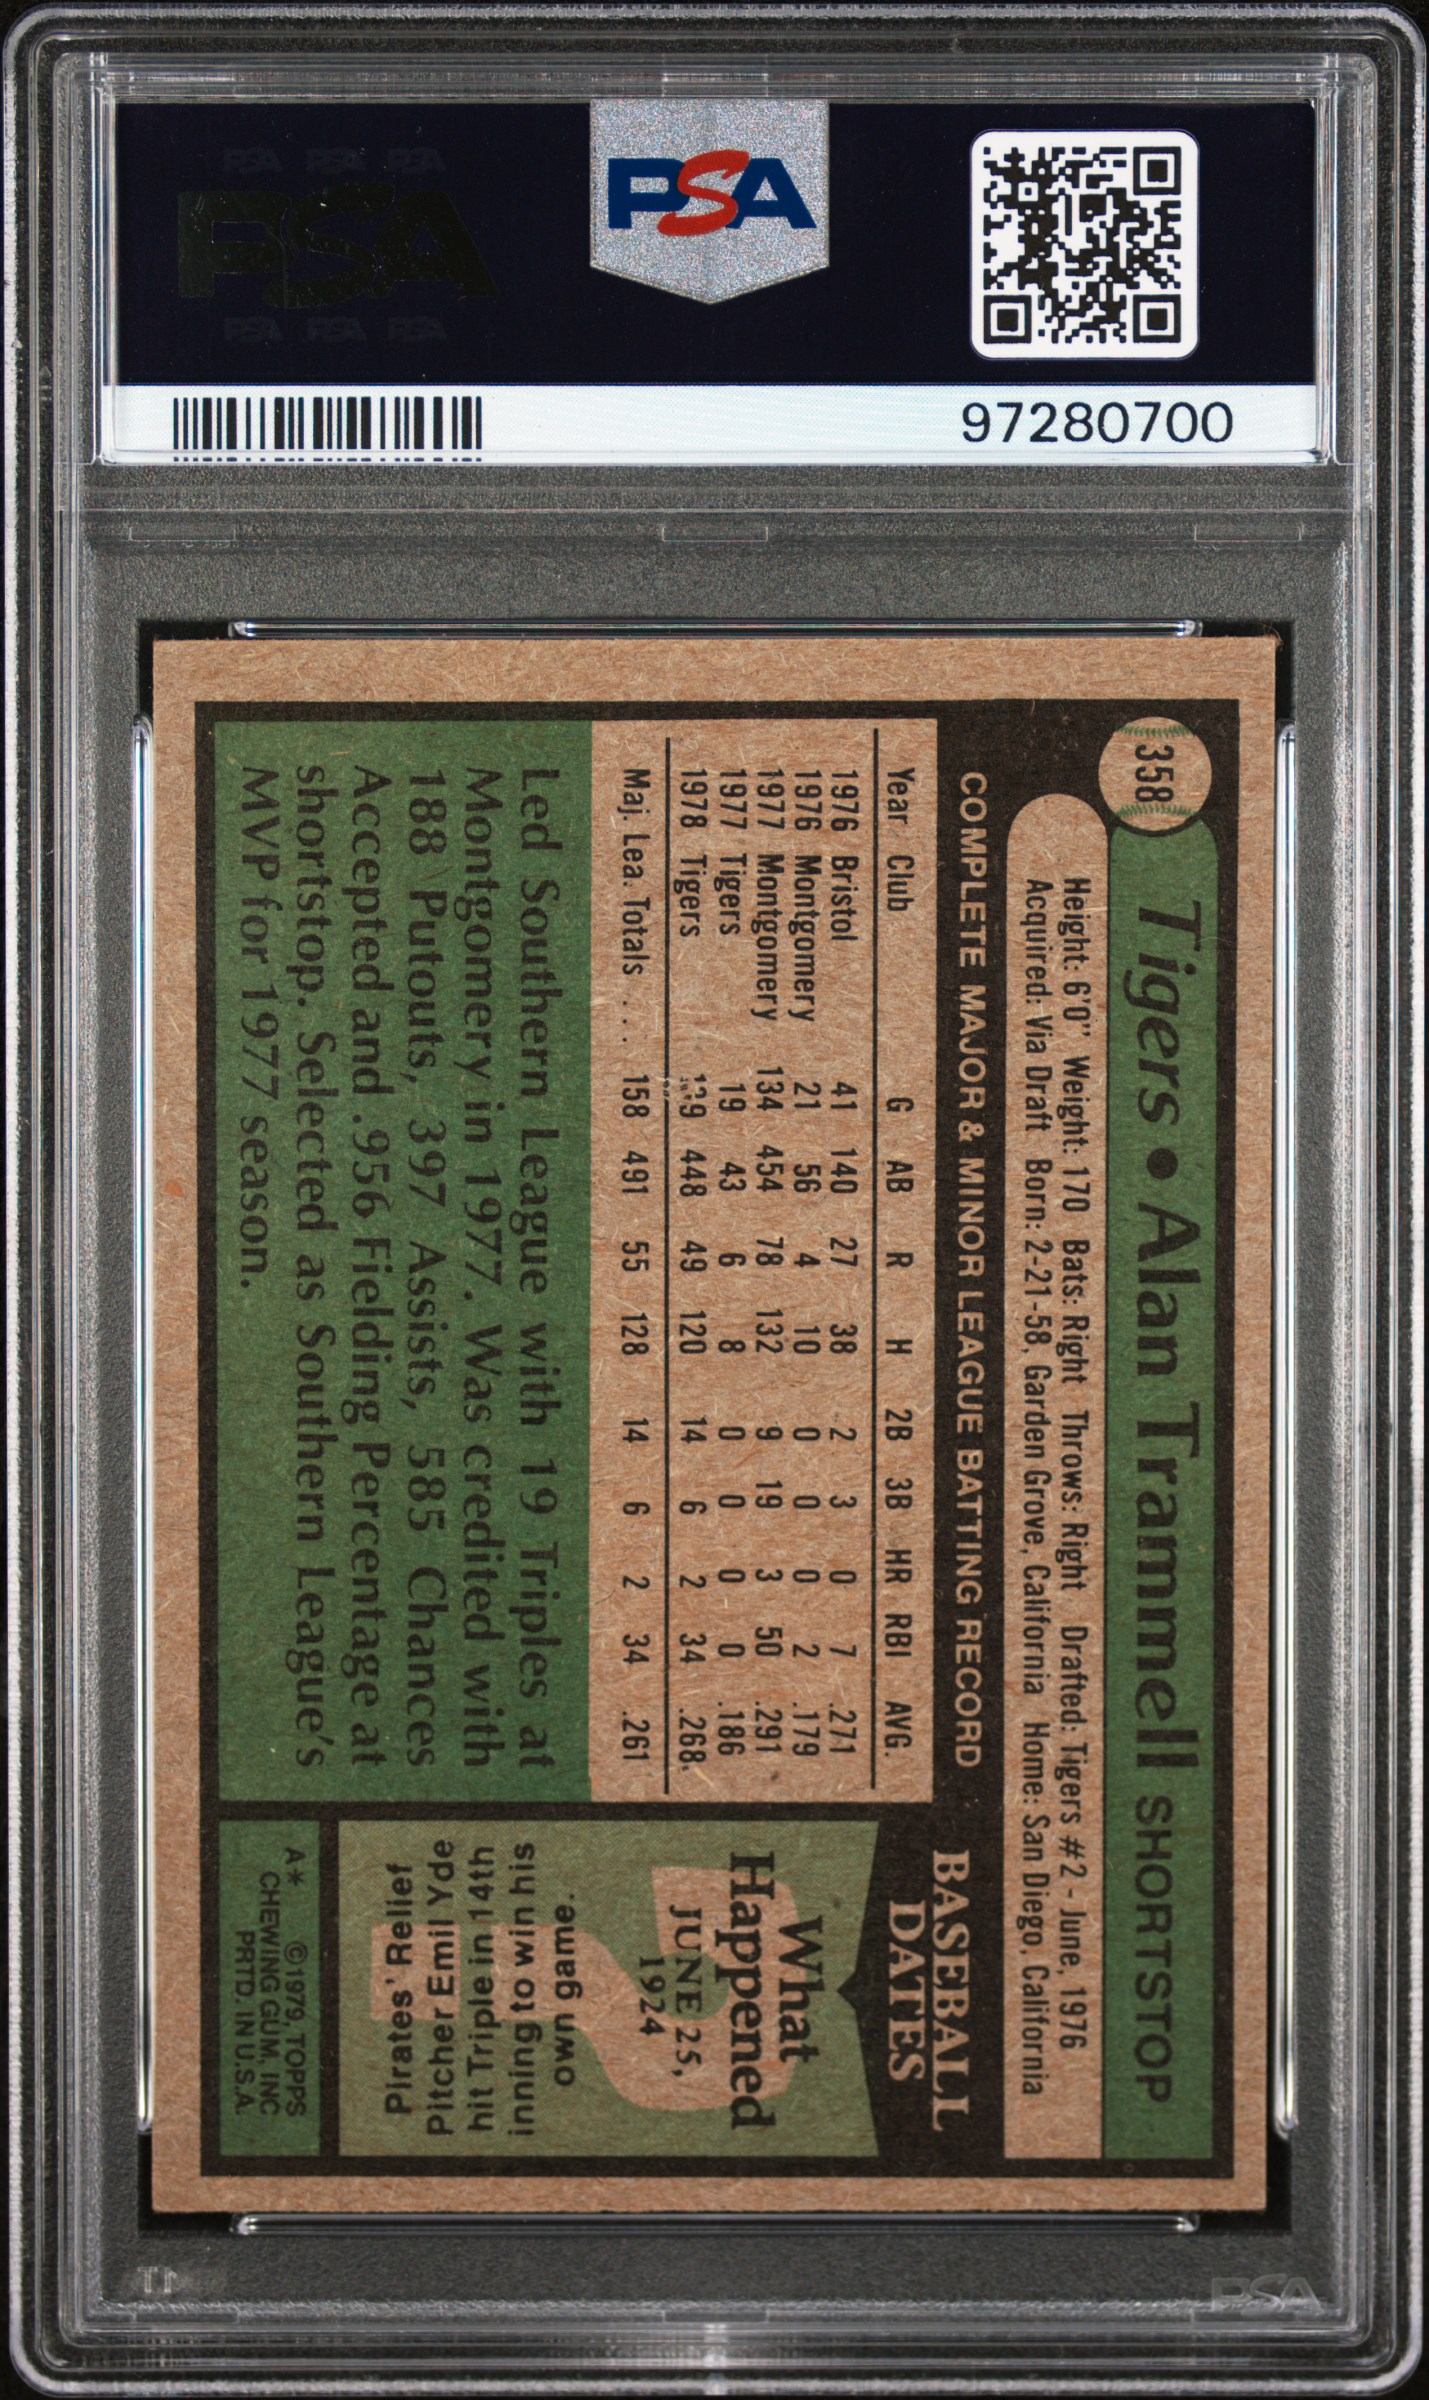 PSA PSA PSA
PSA
PSA PSA PSA
PSA
97280700
358
Tigers • Alan Trammell SHORTSTOP
Height: 6'0" Weight: 170 Bats: Right Throws: Right Drafted: Tigers #2 - June, 1976
Acquired: Via Draft Born: 2-21-58, Garden Grove, California Home: San Diego, California
COMPLETE MAJOR & MINOR LEAGUE BATTING RECORD
Year Club G AB R H 2B 3B HR RBI AVG.
1976 Bristol 41 140 27 38 2 3 0 7 .271
1976 Montgomery 21 56 4 10 0 0 0 2 .179
1977 Montgomery 134 454 78 132 9 19 3 50 .291
1977 Tigers 19 43 6 8 0 0 0 0 .186
1978 Tigers 139 448 49 120 14 6 2 34 .268
Maj. Lea. Totals . . . 158 491 55 128 14 6 2 34 .261
Led Southern League with 19 Triples at
Montgomery in 1977. Was credited with
188 Putouts, 397 Assists, 585 Chances
Accepted and .956 Fielding Percentage at
shortstop. Selected as Southern League's
MVP for 1977 season.
BASEBALL
DATES
What
Happened
JUNE 25,
1924
Pirates' Relief
Pitcher Emil Yde
hit Triple in 14th
inning to win his
own game.
A* ©1979, TOPPS
CHEWING GUM, INC
PRTD. IN U.S.A.
PSA